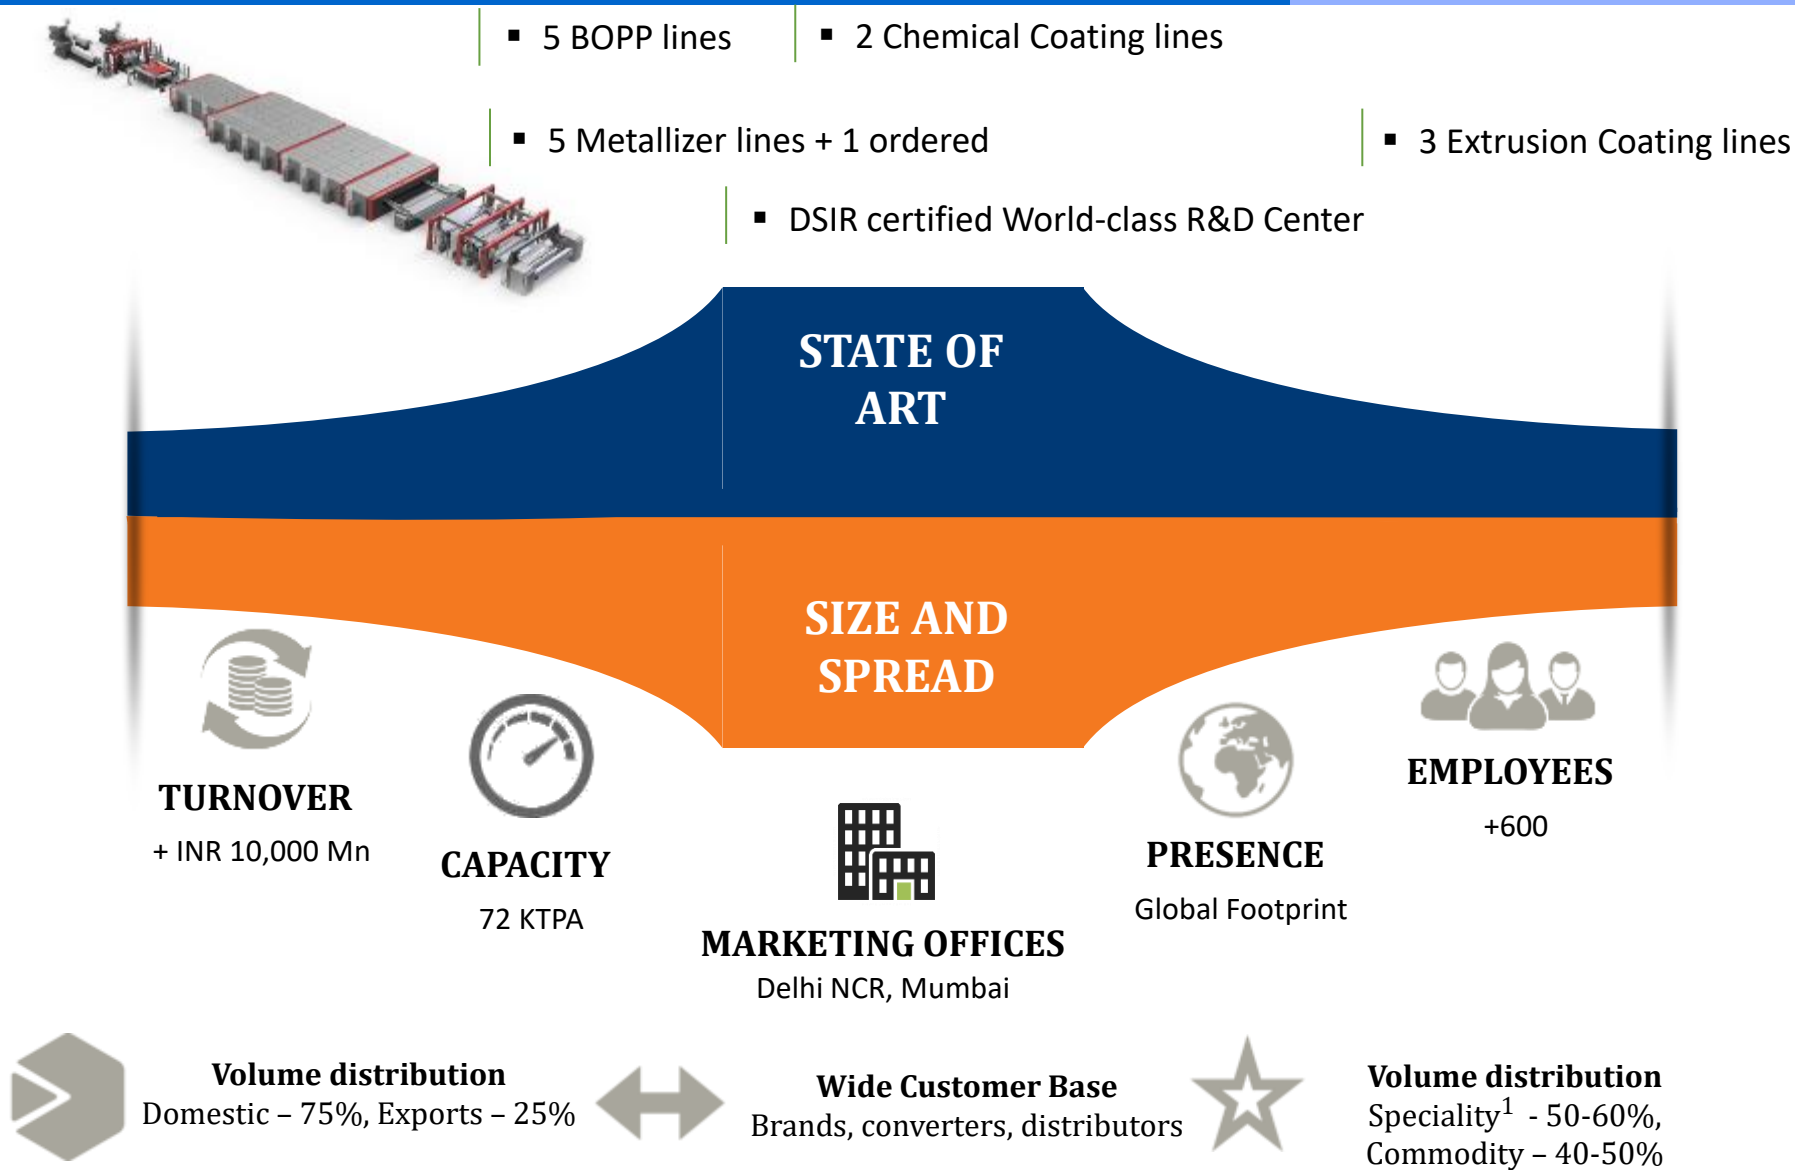 ▪ 5 BOPP lines
▪ 2 Chemical Coating lines
▪ 5 Metallizer lines + 1 ordered
▪ 3 Extrusion Coating lines
▪ DSIR certified World-class R&D Center
STATE OF
ART
SIZE AND
SPREAD
TURNOVER
+ INR 10,000 Mn
CAPACITY
72 KTPA
MARKETING OFFICES
Delhi NCR, Mumbai
PRESENCE
Global Footprint
EMPLOYEES
+600
Volume distribution
Domestic – 75%, Exports – 25%
Wide Customer Base
Brands, converters, distributors
Volume distribution
Speciality¹ - 50-60%,
Commodity – 40-50%